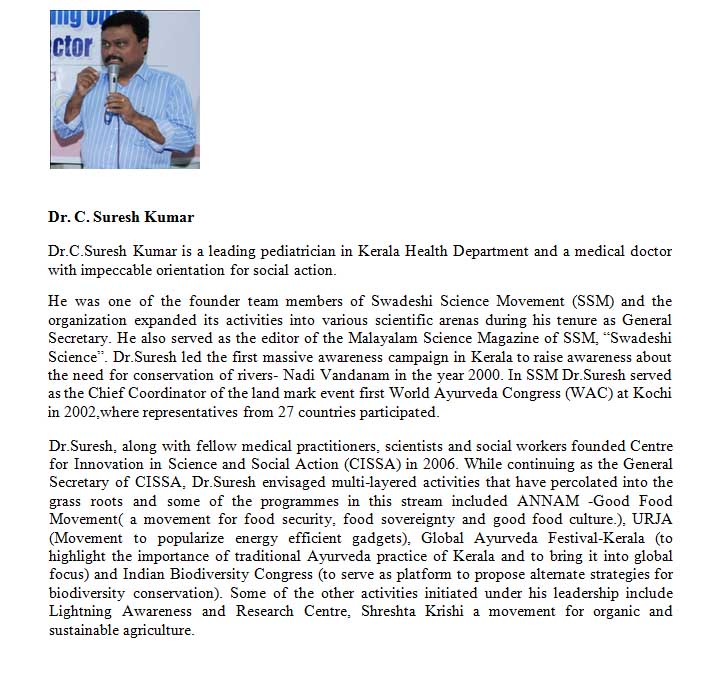 ctor
Dr. C. Suresh Kumar
Dr.C.Suresh Kumar is a leading pediatrician in Kerala Health Department and a medical doctor
with impeccable orientation for social action.
He was one of the founder team members of Swadeshi Science Movement (SSM) and the
organization expanded its activities into various scientific arenas during his tenure as General
Secretary. He also served as the editor of the Malayalam Science Magazine of SSM, “Swadeshi
Science”. Dr.Suresh led the first massive awareness campaign in Kerala to raise awareness about
the need for conservation of rivers- Nadi Vandanam in the year 2000. In SSM Dr.Suresh served
as the Chief Coordinator of the land mark event first World Ayurveda Congress (WAC) at Kochi
in 2002,where representatives from 27 countries participated.
Dr.Suresh, along with fellow medical practitioners, scientists and social workers founded Centre
for Innovation in Science and Social Action (CISSA) in 2006. While continuing as the General
Secretary of CISSA, Dr.Suresh envisaged multi-layered activities that have percolated into the
grass roots and some of the programmes in this stream included ANNAM -Good Food
Movement( a movement for food security, food sovereignty and good food culture.), URJA
(Movement to popularize energy efficient gadgets), Global Ayurveda Festival-Kerala (to
highlight the importance of traditional Ayurveda practice of Kerala and to bring it into global
focus) and Indian Biodiversity Congress (to serve as platform to propose alternate strategies for
biodiversity conservation). Some of the other activities initiated under his leadership include
Lightning Awareness and Research Centre, Shreshta Krishi a movement for organic and
sustainable agriculture.